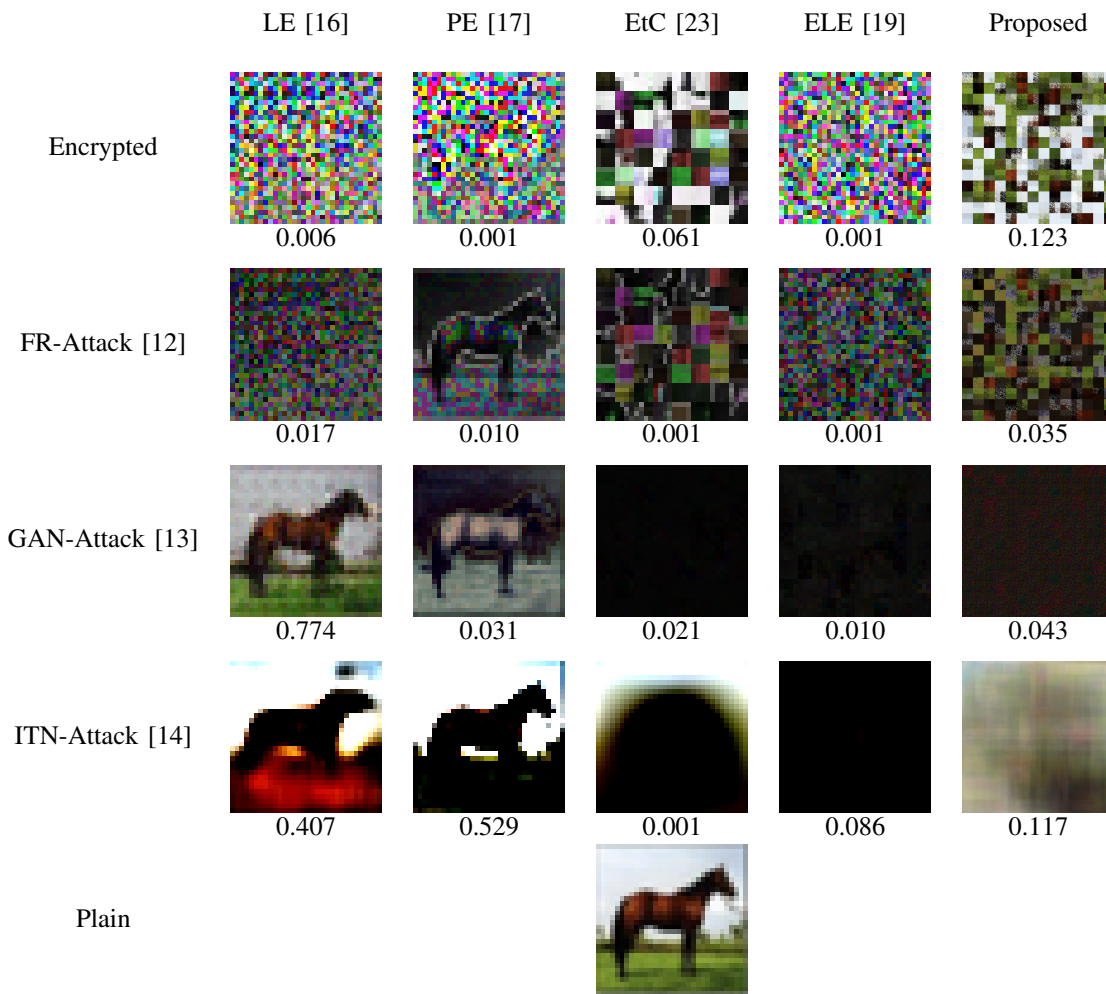 LE [16] PE [17] EtC [23] ELE [19] Proposed
Encrypted
0.006 0.001 0.061 0.001 0.123
FR-Attack [12]
0.017 0.010 0.001 0.001 0.035
GAN-Attack [13]
0.774 0.031 0.021 0.010 0.043
ITN-Attack [14]
0.407 0.529 0.001 0.086 0.117
Plain